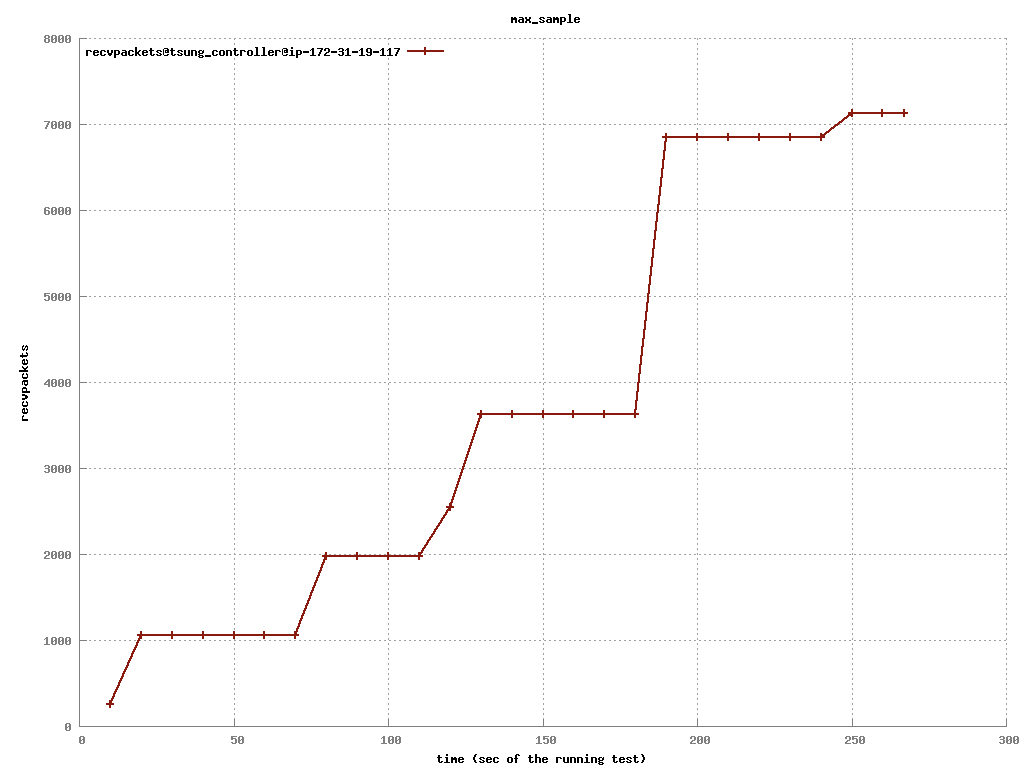 max_sample
recvpackets@tsung_controller@ip-172-31-19-117
8000
7000
6000
5000
4000
3000
2000
1000
0
recvpackets
0 50 100 150 200 250 300
time (sec of the running test)